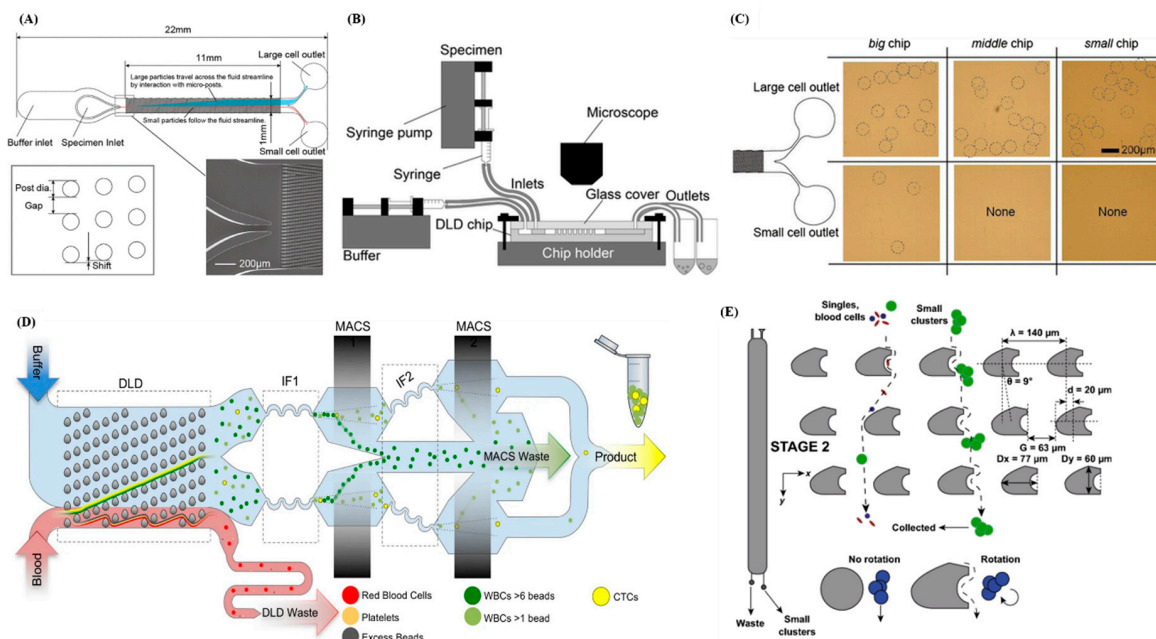 (A)
22mm
Large cell outlet
11mm
Large particles travel across the fluid streamline
by interaction with micro-posts.
Small particles follow the fluid streamline.
1mm
Buffer inlet
Specimen Inlet
Small cell outlet
Post dia.
Gap
Shift
200μm
(B)
Specimen
Syringe pump
Syringe
Microscope
Inlets
Glass cover
Outlets
DLD chip
Buffer
Chip holder
(C)
big chip
middle chip
small chip
Large cell outlet
200μm
Small cell outlet
None
None
(D)
Buffer
DLD
IF1
MACS
1
IF2
MACS
2
MACS Waste
Product
Blood
DLD Waste
Red Blood Cells
Platelets
Excess Beads
WBCs >6 beads
WBCs >1 bead
CTCs
(E)
Singles,
blood cells
Small
clusters
λ = 140 μm
θ = 9°
d = 20 μm
STAGE 2
G = 63 μm
Dx = 77 μm
Dy = 60 μm
x
y
Collected
No rotation
Rotation
Waste
Small
clusters